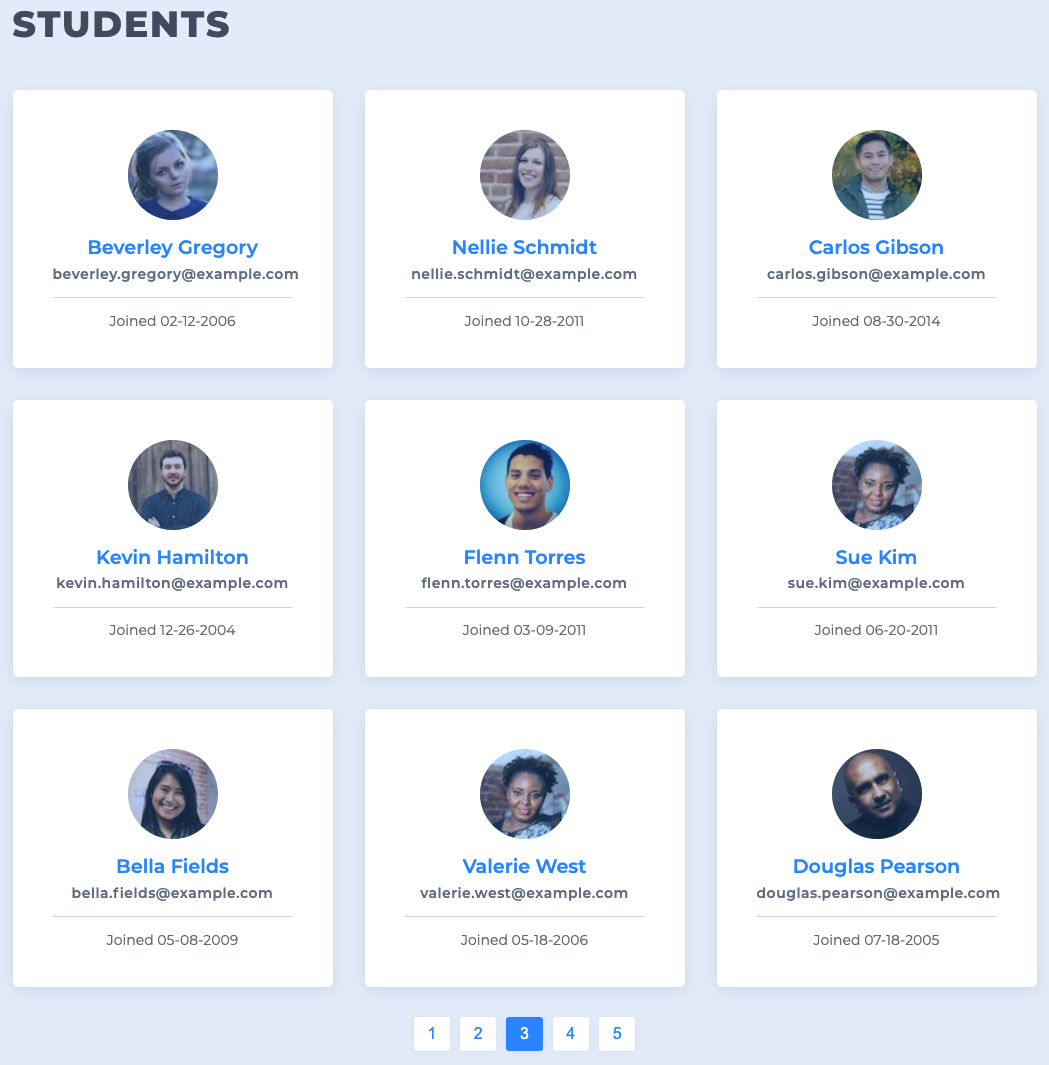 STUDENTS
Beverley Gregory
beverley.gregory@example.com
Joined 02-12-2006
Nellie Schmidt
nellie.schmidt@example.com
Joined 10-28-2011
Carlos Gibson
carlos.gibson@example.com
Joined 08-30-2014
Kevin Hamilton
kevin.hamilton@example.com
Joined 12-26-2004
Flenn Torres
flenn.torres@example.com
Joined 03-09-2011
Sue Kim
sue.kim@example.com
Joined 06-20-2011
Bella Fields
bella.fields@example.com
Joined 05-08-2009
Valerie West
valerie.west@example.com
Joined 05-18-2006
Douglas Pearson
douglas.pearson@example.com
Joined 07-18-2005
1 2 3 4 5